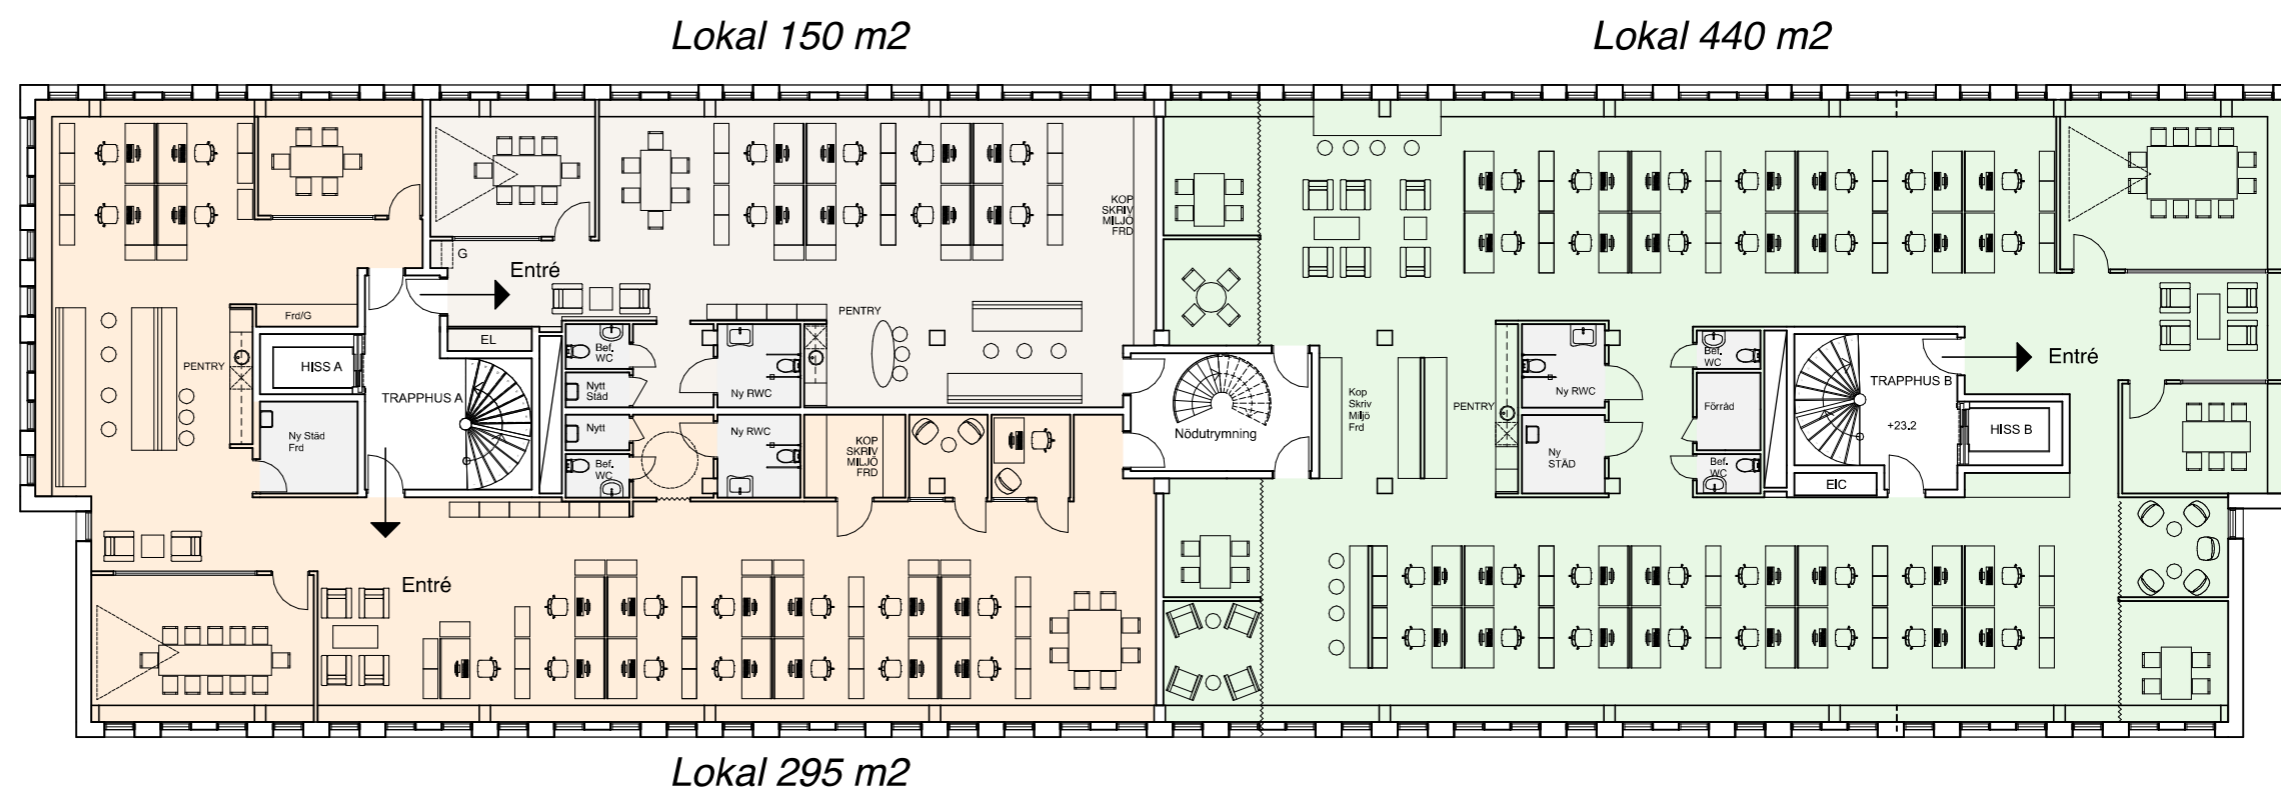 Lokal 150 m2
Lokal 440 m2
KOP
SKRIV
MILJÖ
FRD
G
Entré
Frd/G
PENTRY
HISS A
EL
TRAPPHUS A
Ny Städ
Frd
Bef.
WC
Nytt
Städ
Ny RWC
PENTRY
Nytt
Bef.
WC
Ny RWC
KOP
SKRIV
MILJÖ
FRD
Nödutrymning
Kop
Skriv
Miljö
Frd
PENTRY
Ny RWC
Ny
STÄD
Bef.
WC
Förråd
Bef.
WC
TRAPPHUS B
+23.2
EIC
HISS B
Entré
Entré
Lokal 295 m2